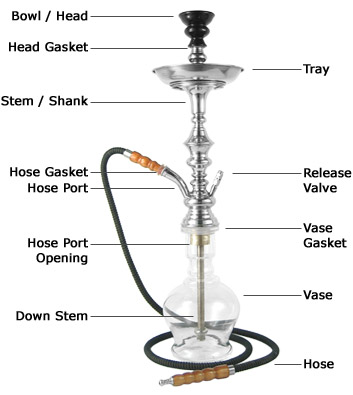 Bowl / Head
Head Gasket
Tray
Stem / Shank
Hose Gasket
Hose Port
Release
Valve
Hose Port
Opening
Vase
Gasket
Vase
Down Stem
Hose